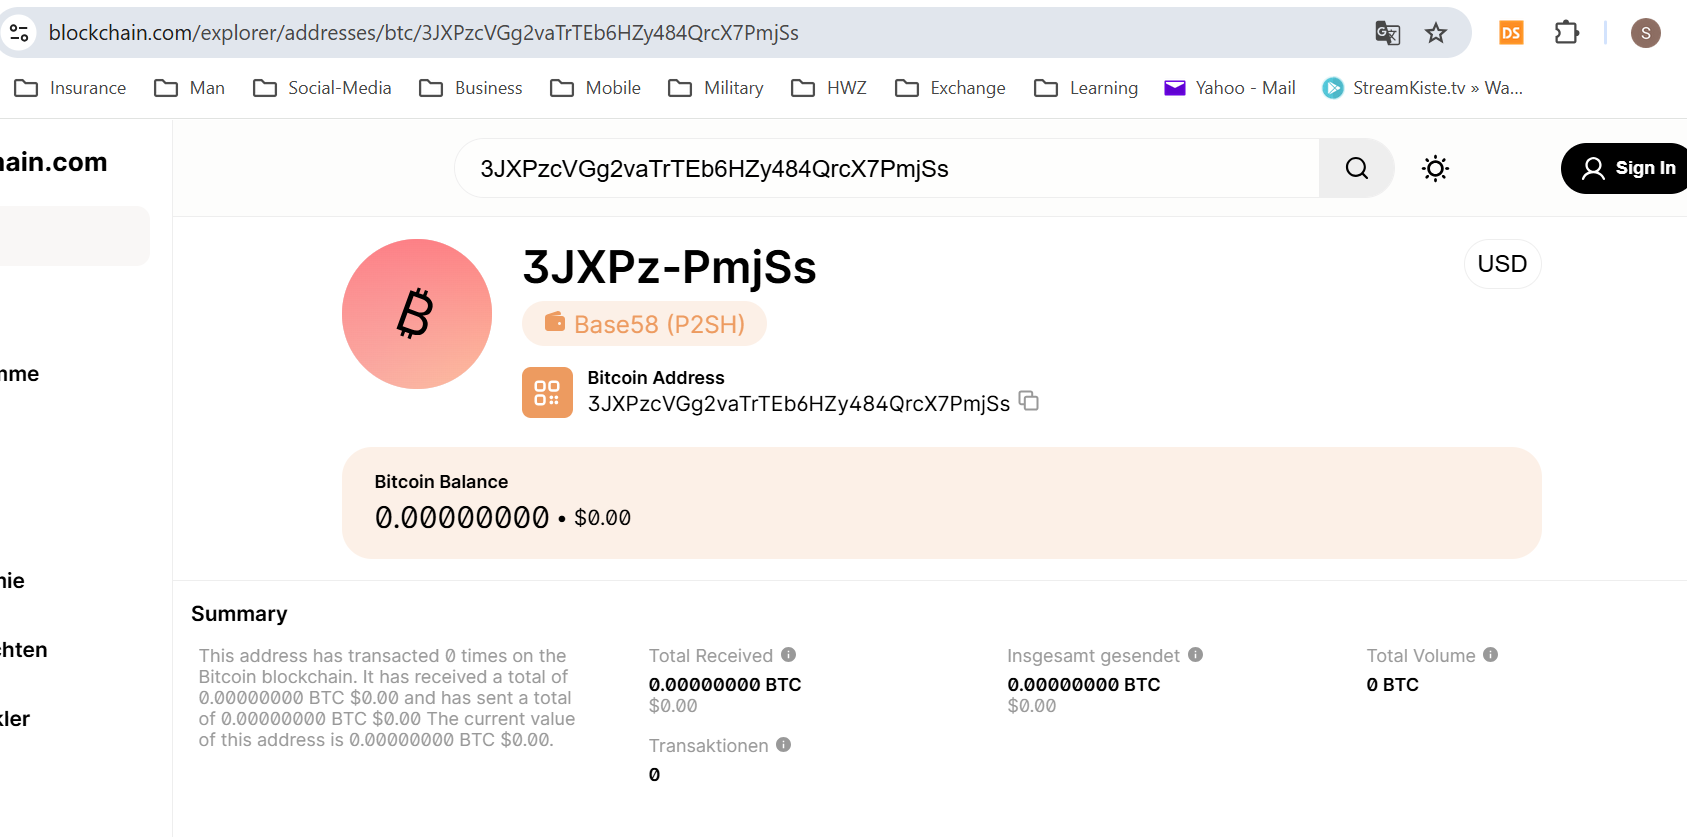 blockchain.com/explorer/addresses/btc/3JXPzcVGg2vaTrTEb6HZy484QrcX7PmjSs
DS
S
Insurance Man Social-Media Business Mobile Military HWZ Exchange Learning Yahoo - Mail StreamKiste.tv » Wa...
hain.com
3JXPzcVGg2vaTrTEb6HZy484QrcX7PmjSs
Sign In
3JXPz-PmjSs
USD
Base58 (P2SH)
Bitcoin Address
3JXPzcVGg2vaTrTEb6HZy484QrcX7PmjSs
mme
Bitcoin Balance
0.00000000 • $0.00
nie
Summary
chten
kler
This address has transacted 0 times on the
Bitcoin blockchain. It has received a total of
0.00000000 BTC $0.00 and has sent a total
of 0.00000000 BTC $0.00 The current value
of this address is 0.00000000 BTC $0.00.
Total Received
0.00000000 BTC
$0.00
Insgesamt gesendet
0.00000000 BTC
$0.00
Total Volume
0 BTC
Transaktionen
0